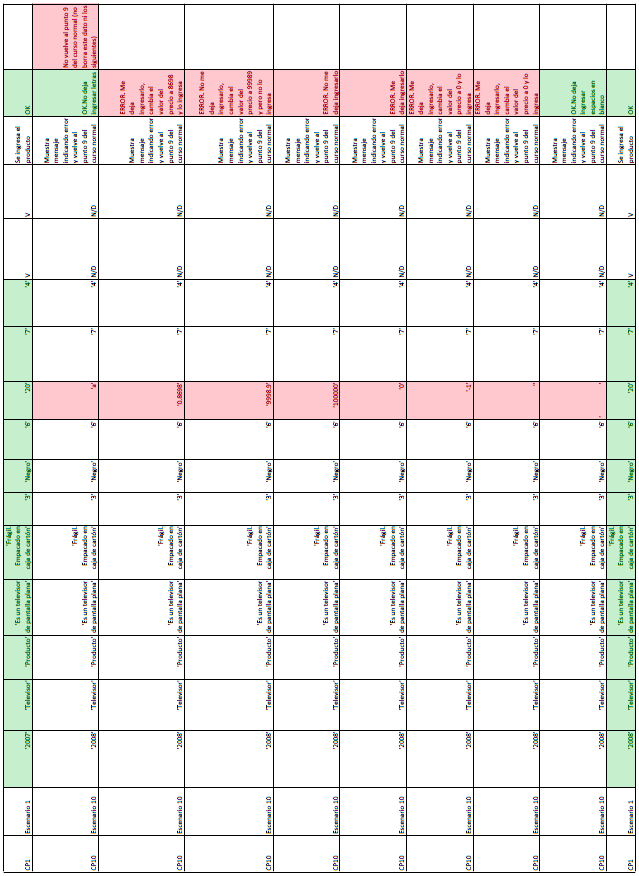 CP1
Escenario 1
'2007'
'Televisor'
'Producto'
'Es un televisor
de pantalla plana'
'Frágil.
Empacado en
caja de cartón'
'3'
'Negro'
'6'
'20'
'7'
'4'
V
V
Se ingresa el
producto
OK
CP10
Escenario 10
'2008'
'Televisor'
'Producto'
'Es un televisor
de pantalla plana'
'Frágil.
Empacado en
caja de cartón'
'3'
'Negro'
'6'
'a'
'7'
'4'
N/D
N/D
Muestra
mensaje
indicando error
y vuelve al
punto 9 del
curso normal
OK,No deja
ingresar letras
No vuelve al punto 9
del curso normal (no
borra este dato ni los
siguientes)
CP10
Escenario 10
'2008'
'Televisor'
'Producto'
'Es un televisor
de pantalla plana'
'Frágil.
Empacado en
caja de cartón'
'3'
'Negro'
'6'
'0.8698'
'7'
'4'
N/D
N/D
Muestra
mensaje
indicando error
y vuelve al
punto 9 del
curso normal
ERROR. Me
deja
ingresarlo,
cambia el
valor del
precio a 8698
y lo ingresa
CP10
Escenario 10
'2008'
'Televisor'
'Producto'
'Es un televisor
de pantalla plana'
'Frágil.
Empacado en
caja de cartón'
'3'
'Negro'
'6'
'9998.9'
'7'
'4'
N/D
N/D
Muestra
mensaje
indicando error
y vuelve al
punto 9 del
curso normal
ERROR. No me
deja
ingresarlo,
cambia el
valor del
precio a 99989
y pero no lo
ingresa
CP10
Escenario 10
'2008'
'Televisor'
'Producto'
'Es un televisor
de pantalla plana'
'Frágil.
Empacado en
caja de cartón'
'3'
'Negro'
'6'
'100000'
'7'
'4'
N/D
N/D
Muestra
mensaje
indicando error
y vuelve al
punto 9 del
curso normal
ERROR. No me
deja ingresarlo
CP10
Escenario 10
'2008'
'Televisor'
'Producto'
'Es un televisor
de pantalla plana'
'Frágil.
Empacado en
caja de cartón'
'3'
'Negro'
'6'
'0'
'7'
'4'
N/D
N/D
Muestra
mensaje
indicando error
y vuelve al
punto 9 del
curso normal
ERROR. Me
deja ingresarlo
CP10
Escenario 10
'2008'
'Televisor'
'Producto'
'Es un televisor
de pantalla plana'
'Frágil.
Empacado en
caja de cartón'
'3'
'Negro'
'6'
'-1'
'7'
'4'
N/D
N/D
Muestra
mensaje
indicando error
y vuelve al
punto 9 del
curso normal
ERROR. Me
deja
ingresarlo,
cambia el
valor del
precio a 0 y lo
ingresa
CP10
Escenario 10
'2008'
'Televisor'
'Producto'
'Es un televisor
de pantalla plana'
'Frágil.
Empacado en
caja de cartón'
'3'
'Negro'
'6'
''
'7'
'4'
N/D
N/D
Muestra
mensaje
indicando error
y vuelve al
punto 9 del
curso normal
ERROR. Me
deja
ingresarlo,
cambia el
valor del
precio a 0 y lo
ingresa
CP10
Escenario 10
'2008'
'Televisor'
'Producto'
'Es un televisor
de pantalla plana'
'Frágil.
Empacado en
caja de cartón'
'3'
'Negro'
'6'
' '
'7'
'4'
N/D
N/D
Muestra
mensaje
indicando error
y vuelve al
punto 9 del
curso normal
OK,No deja
ingresar
espacios en
blanco
CP1
Escenario 1
'2008'
'Televisor'
'Producto'
'Es un televisor
de pantalla plana'
'Frágil.
Empacado en
caja de cartón'
'3'
'Negro'
'6'
'20'
'7'
'4'
V
V
Se ingresa el
producto
OK